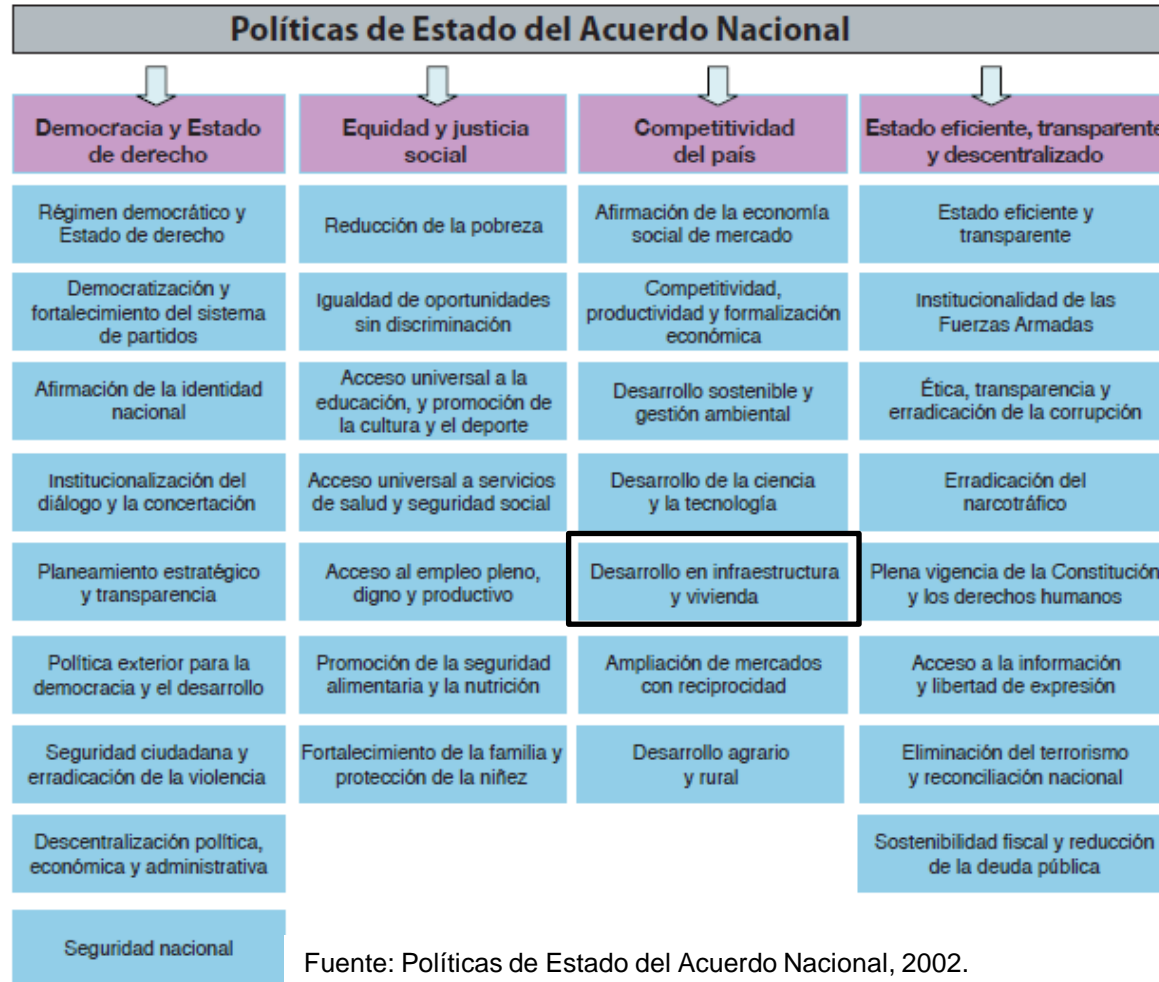 Políticas de Estado del Acuerdo Nacional
Democracia y Estado
de derecho
Régimen democrático y
Estado de derecho
Democratización y
fortalecimiento del sistema
de partidos
Afirmación de la identidad
nacional
Institucionalización del
diálogo y la concertación
Planeamiento estratégico
y transparencia
Política exterior para la
democracia y el desarrollo
Seguridad ciudadana y
erradicación de la violencia
Descentralización política,
económica y administrativa
Seguridad nacional
Equidad y justicia
social
Reducción de la pobreza
Igualdad de oportunidades
sin discriminación
Acceso universal a la
educación, y promoción de
la cultura y el deporte
Acceso universal a servicios
de salud y seguridad social
Acceso al empleo pleno,
digno y productivo
Promoción de la seguridad
alimentaria y la nutrición
Fortalecimiento de la familia y
protección de la niñez
Competitividad
del país
Afirmación de la economía
social de mercado
Competitividad,
productividad y formalización
económica
Desarrollo sostenible y
gestión ambiental
Desarrollo de la ciencia
y la tecnología
Desarrollo en infraestructura
y vivienda
Ampliación de mercados
con reciprocidad
Desarrollo agrario
y rural
Estado eficiente, transparente
y descentralizado
Estado eficiente y
transparente
Institucionalidad de las
Fuerzas Armadas
Ética, transparencia y
erradicación de la corrupción
Erradicación del
narcotráfico
Plena vigencia de la Constitución
y los derechos humanos
Acceso a la información
y libertad de expresión
Eliminación del terrorismo
y reconciliación nacional
Sostenibilidad fiscal y reducción
de la deuda pública
Fuente: Políticas de Estado del Acuerdo Nacional, 2002.